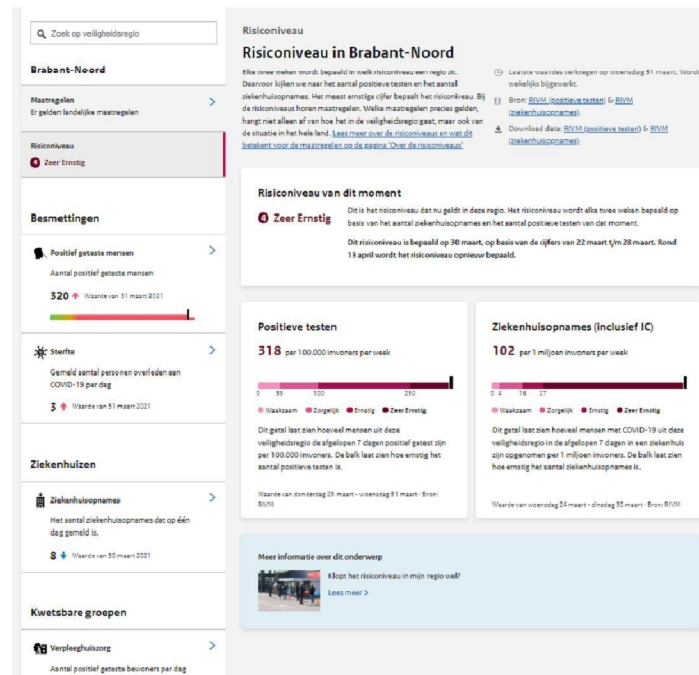 Zoek op veiligheidsregio
Brabant-Noord
Maatregelen
Er gelden landelijke maatregelen
Risiconiveau
4 Zeer Ernstig
Besmettingen
Positief geteste mensen
Aantal positief geteste mensen
320 Waarde van 31 maart 2021
Sterfte
Gemeld aantal personen overleden aan
COVID-19 per dag
3 Waarde van 31 maart 2021
Ziekenhuizen
Ziekenhuisopnames
Het aantal ziekenhuisopnames dat op één
dag gemeld is.
8 Waarde van 30 maart 2021
Kwetsbare groepen
Verpleeghuiszorg
Aantal positief geteste bewoners per dag
Risiconiveau
Risiconiveau in Brabant-Noord
Elke twee weken wordt bepaald in welk risiconiveau een regio zit.
Daarvoor kijken we naar het aantal positieve testen en het aantal
ziekenhuisopnames. Het meest ernstige cijfer bepaalt het risiconiveau. Bij
de risiconiveaus horen maatregelen. Welke maatregelen precies gelden,
hangt niet alleen af van hoe het in de veiligheidsregio gaat, maar ook van
de situatie in het hele land. Lees meer over de risiconiveaus en wat dit
betekent voor de maatregelen op de pagina 'Over de risiconiveaus'
Laatste waardes verkregen op woensdag 31 maart. Wordt
wekelijks bijgewerkt.
Bron: RIVM (positieve testen) & RIVM
(ziekenhuisopnames)
Download data: RIVM (positieve testen) & RIVM
(ziekenhuisopnames)
Risiconiveau van dit moment
4 Zeer Ernstig
Dit is het risiconiveau dat nu geldt in deze regio. Het risiconiveau wordt elke twee weken bepaald op
basis van het aantal ziekenhuisopnames en het aantal positieve testen van dat moment.
Dit risiconiveau is bepaald op 30 maart, op basis van de cijfers van 22 maart t/m 28 maart. Rond
13 april wordt het risiconiveau opnieuw bepaald.
Positieve testen
318 per 100.000 inwoners per week
0 35 100 250
Waakzaam Zorgelijk Ernstig Zeer Ernstig
Dit getal laat zien hoeveel mensen uit deze
veiligheidsregio de afgelopen 7 dagen positief getest zijn
per 100.000 inwoners. De balk laat zien hoe ernstig het
aantal positieve testen is.
Waarde van donderdag 25 maart - woensdag 31 maart · Bron:
RIVM
Ziekenhuisopnames (inclusief IC)
102 per 1 miljoen inwoners per week
0 4 16 27
Waakzaam Zorgelijk Ernstig Zeer Ernstig
Dit getal laat zien hoeveel mensen met COVID-19 uit deze
veiligheidsregio in de afgelopen 7 dagen in een ziekenhuis
zijn opgenomen per 1 miljoen inwoners. De balk laat zien
hoe ernstig het aantal ziekenhuisopnames is.
Waarde van woensdag 24 maart - dinsdag 30 maart · Bron: RIVM
Meer informatie over dit onderwerp
Klopt het risiconiveau in mijn regio wel?
Lees meer >